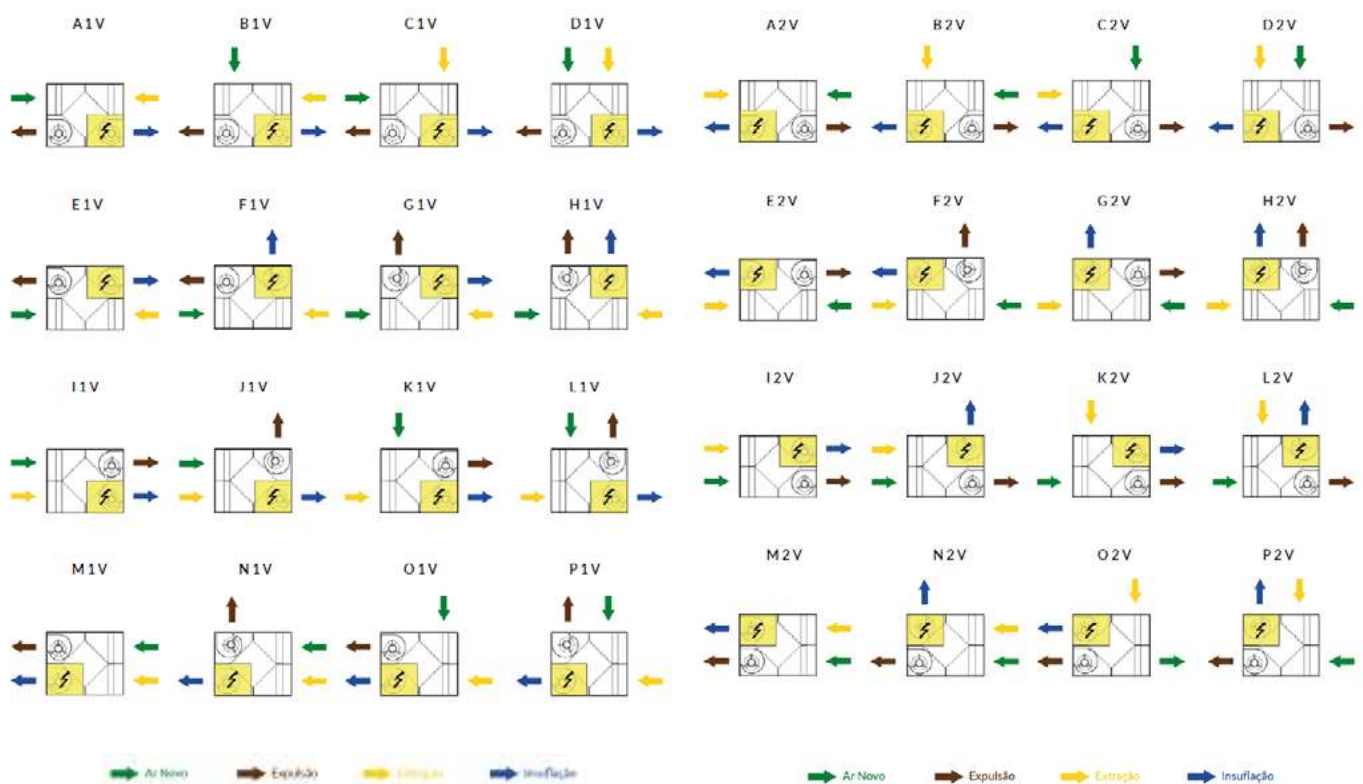 A1V B1V C1V D1V A2V B2V C2V D2V
E1V F1V G1V H1V E2V F2V G2V H2V
I1V J1V K1V L1V I2V J2V K2V L2V
M1V N1V O1V P1V M2V N2V O2V P2V
Ar Novo Expulsão Extração Insuflação Ar Novo Expulsão Extração Insuflação